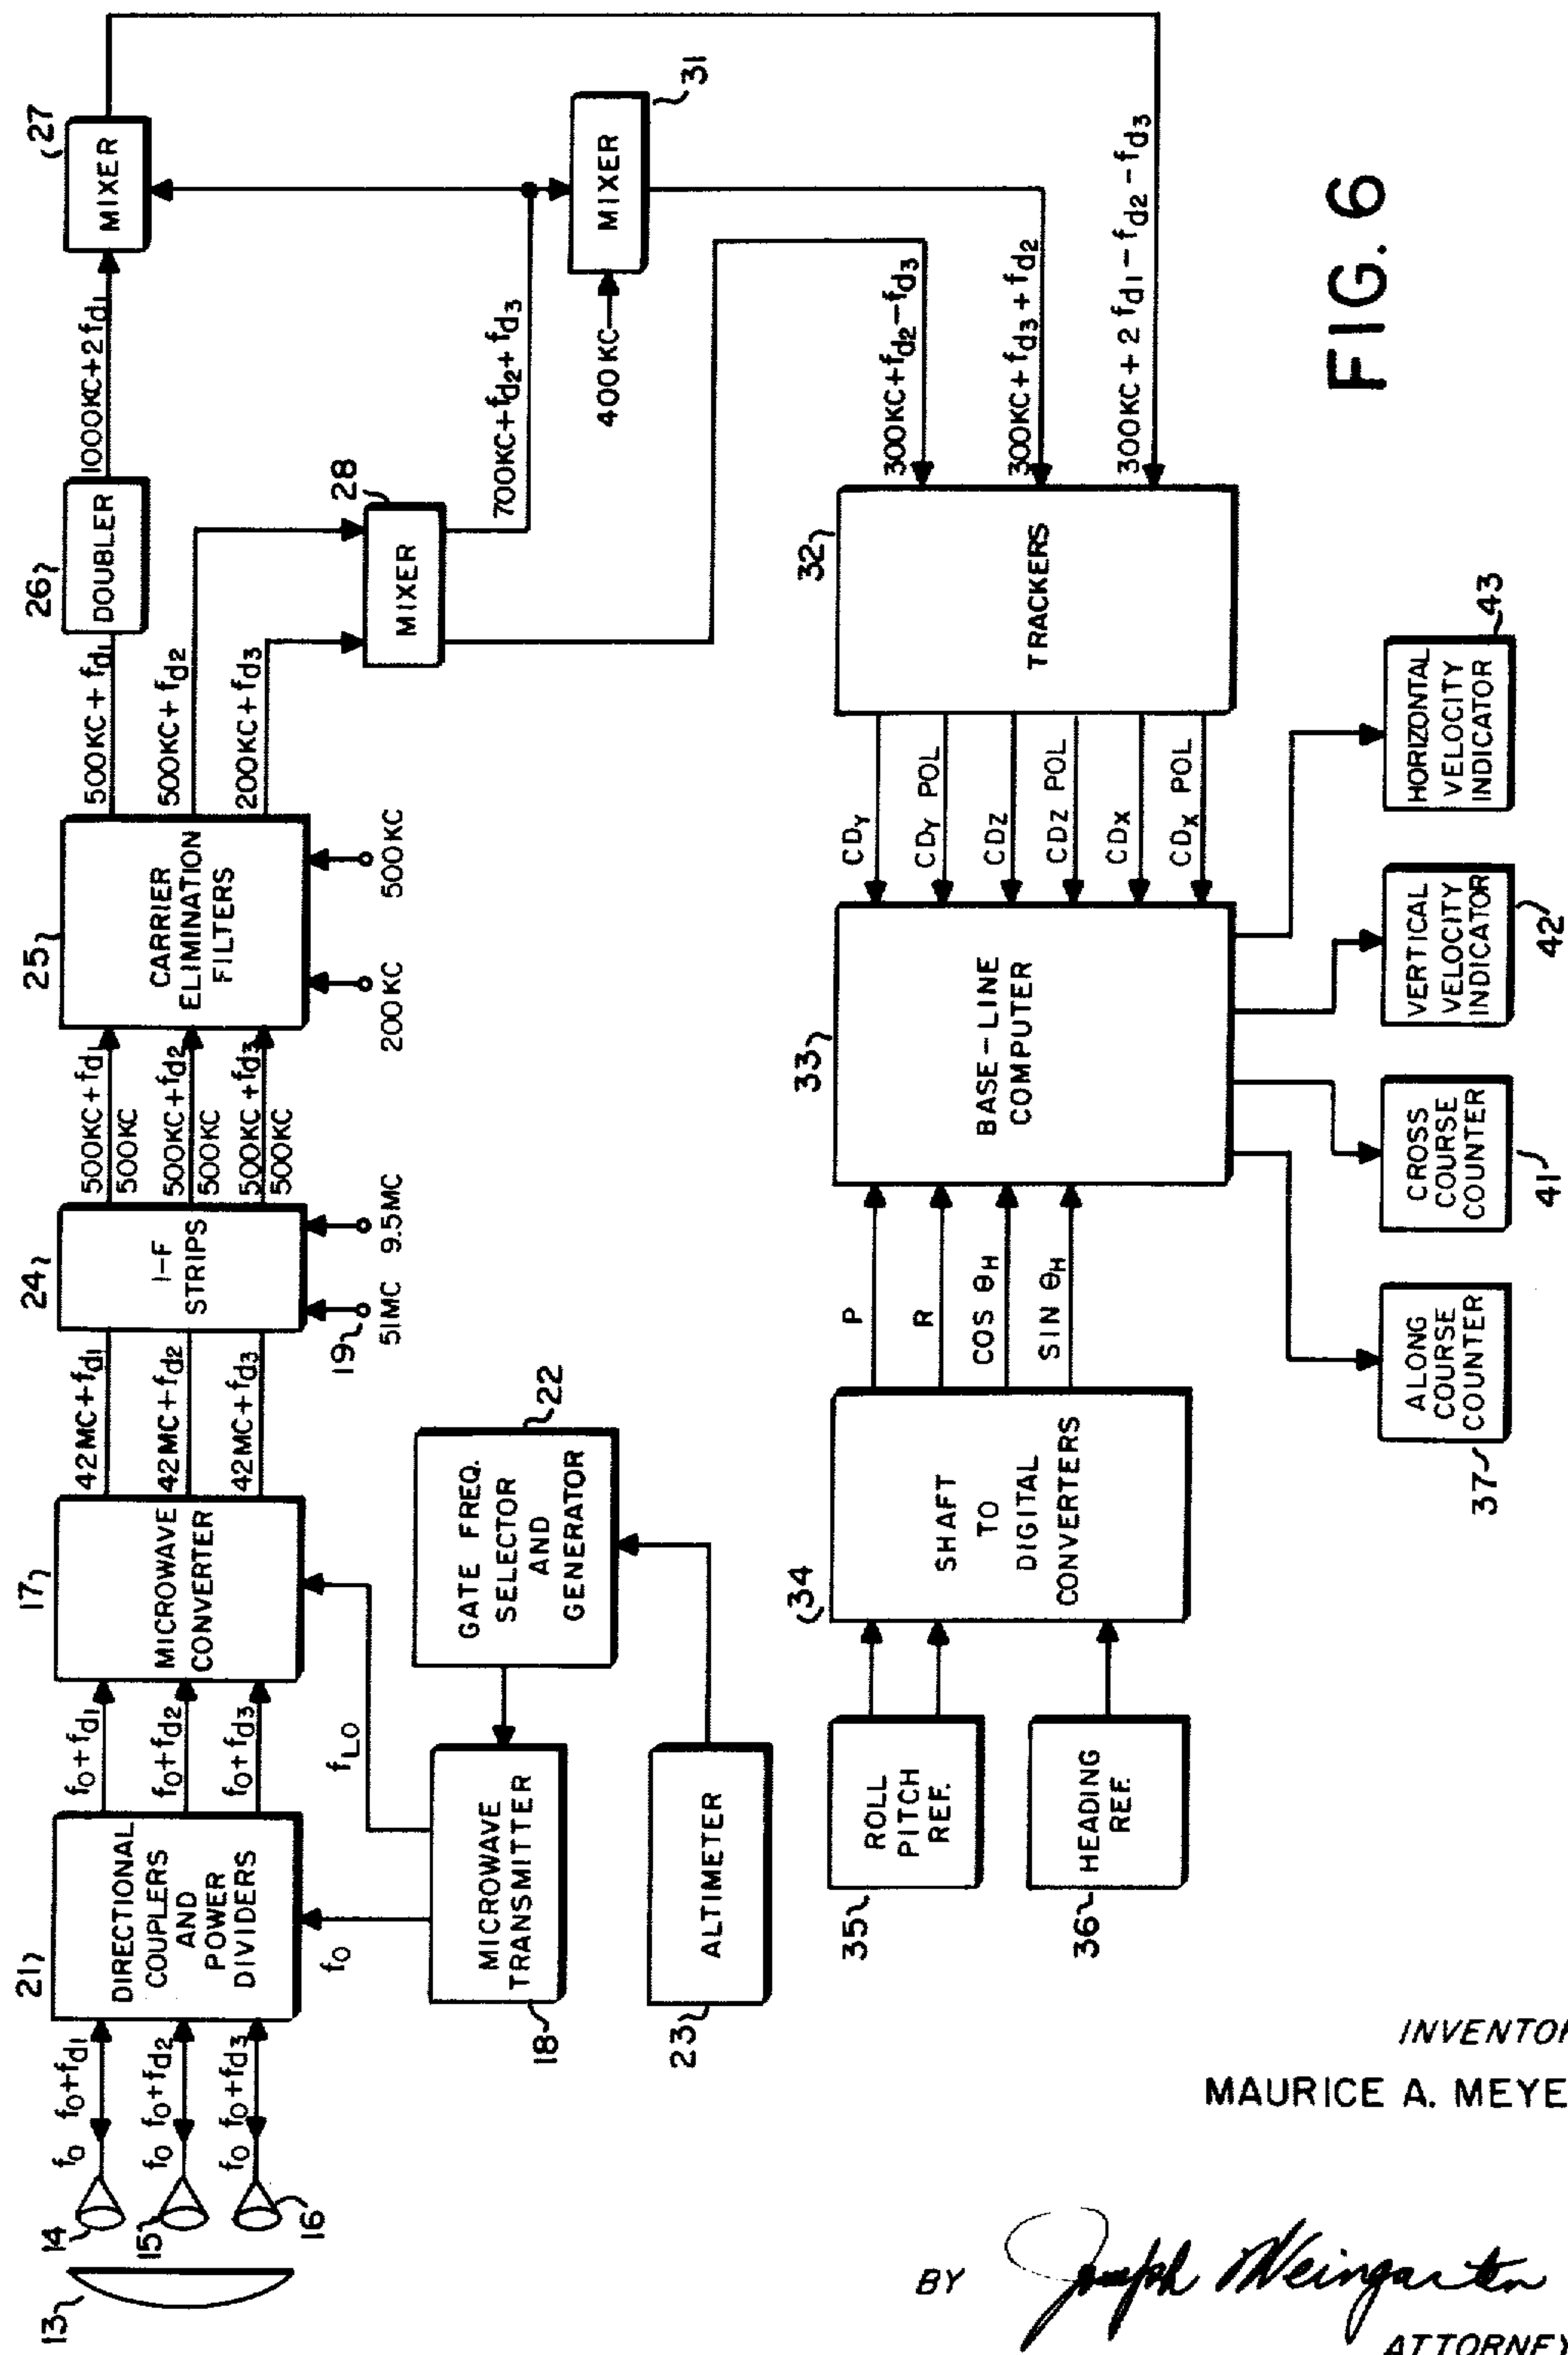 13
14
15
16
f0 f0+fd1
f0 f0+fd2
f0 f0+fd3
21
DIRECTIONAL
COUPLERS
AND
POWER
DIVIDERS
f0+fd1
f0+fd2
f0+fd3
17
MICROWAVE
CONVERTER
42MC+fd1
42MC+fd2
42MC+fd3
24
I-F
STRIPS
19
51MC 9.5MC
500KC+fd1
500KC
500KC+fd2
500KC
500KC+fd3
500KC
25
CARRIER
ELIMINATION
FILTERS
200KC
500KC
500KC+fd1
500KC+fd2
200KC+fd3
26
DOUBLER
1000KC+2fd1
27
MIXER
28
MIXER
700KC+fd2+fd3
400KC
MIXER
31
f0
fLO
18
MICROWAVE
TRANSMITTER
22
GATE FREQ.
SELECTOR
AND
GENERATOR
23
ALTIMETER
300KC+fd2-fd3
300KC+fd3+fd2
300KC+2fd1-fd2-fd3
32
TRACKERS
CDY
CDY POL
CDZ
CDZ POL
CDX
CDX POL
33
BASE-LINE
COMPUTER
P
R
COS θH
SIN θH
34
SHAFT
TO
DIGITAL
CONVERTERS
35
ROLL
PITCH
REF.
36
HEADING
REF.
37
ALONG
COURSE
COUNTER
CROSS
COURSE
COUNTER
41
VERTICAL
VELOCITY
INDICATOR
42
HORIZONTAL
VELOCITY
INDICATOR
43
FIG. 6
INVENTOR
MAURICE A. MEYE
BY Joseph Weingarten
ATTORNEY